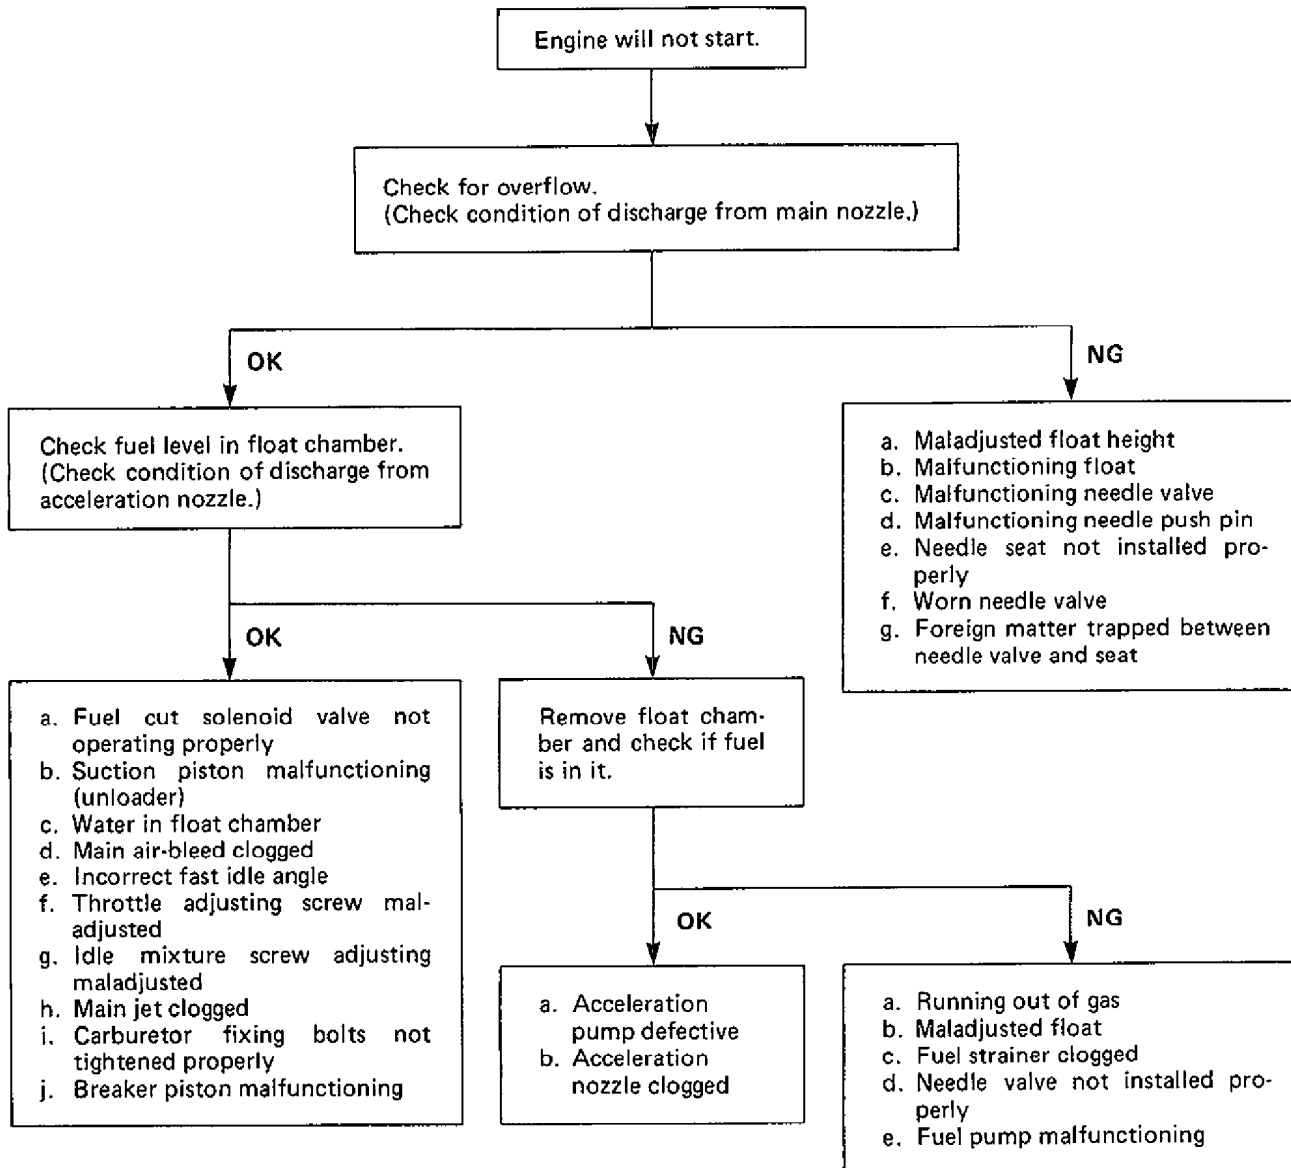 Engine will not start.
Check for overflow.
(Check condition of discharge from main nozzle.)
OK
NG
Check fuel level in float chamber.
(Check condition of discharge from
acceleration nozzle.)
a. Maladjusted float height
b. Malfunctioning float
c. Malfunctioning needle valve
d. Malfunctioning needle push pin
e. Needle seat not installed pro-
perly
f. Worn needle valve
g. Foreign matter trapped between
needle valve and seat
OK
NG
a. Fuel cut solenoid valve not
operating properly
b. Suction piston malfunctioning
(unloader)
c. Water in float chamber
d. Main air-bleed clogged
e. Incorrect fast idle angle
f. Throttle adjusting screw mal-
adjusted
g. Idle mixture screw adjusting
maladjusted
h. Main jet clogged
i. Carburetor fixing bolts not
tightened properly
j. Breaker piston malfunctioning
Remove float cham-
ber and check if fuel
is in it.
OK
NG
a. Acceleration
pump defective
b. Acceleration
nozzle clogged
a. Running out of gas
b. Maladjusted float
c. Fuel strainer clogged
d. Needle valve not installed pro-
perly
e. Fuel pump malfunctioning